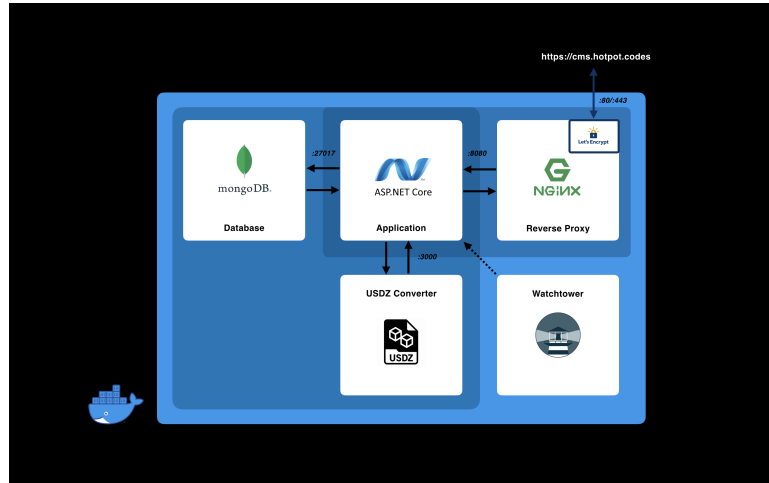 https://cms.hotpot.codes
:80/:443
Let's Encrypt
:27017
:8080
mongoDB.
ASP.NET Core
NGINX
Database
Application
Reverse Proxy
:3000
USDZ Converter
Watchtower
USDZ